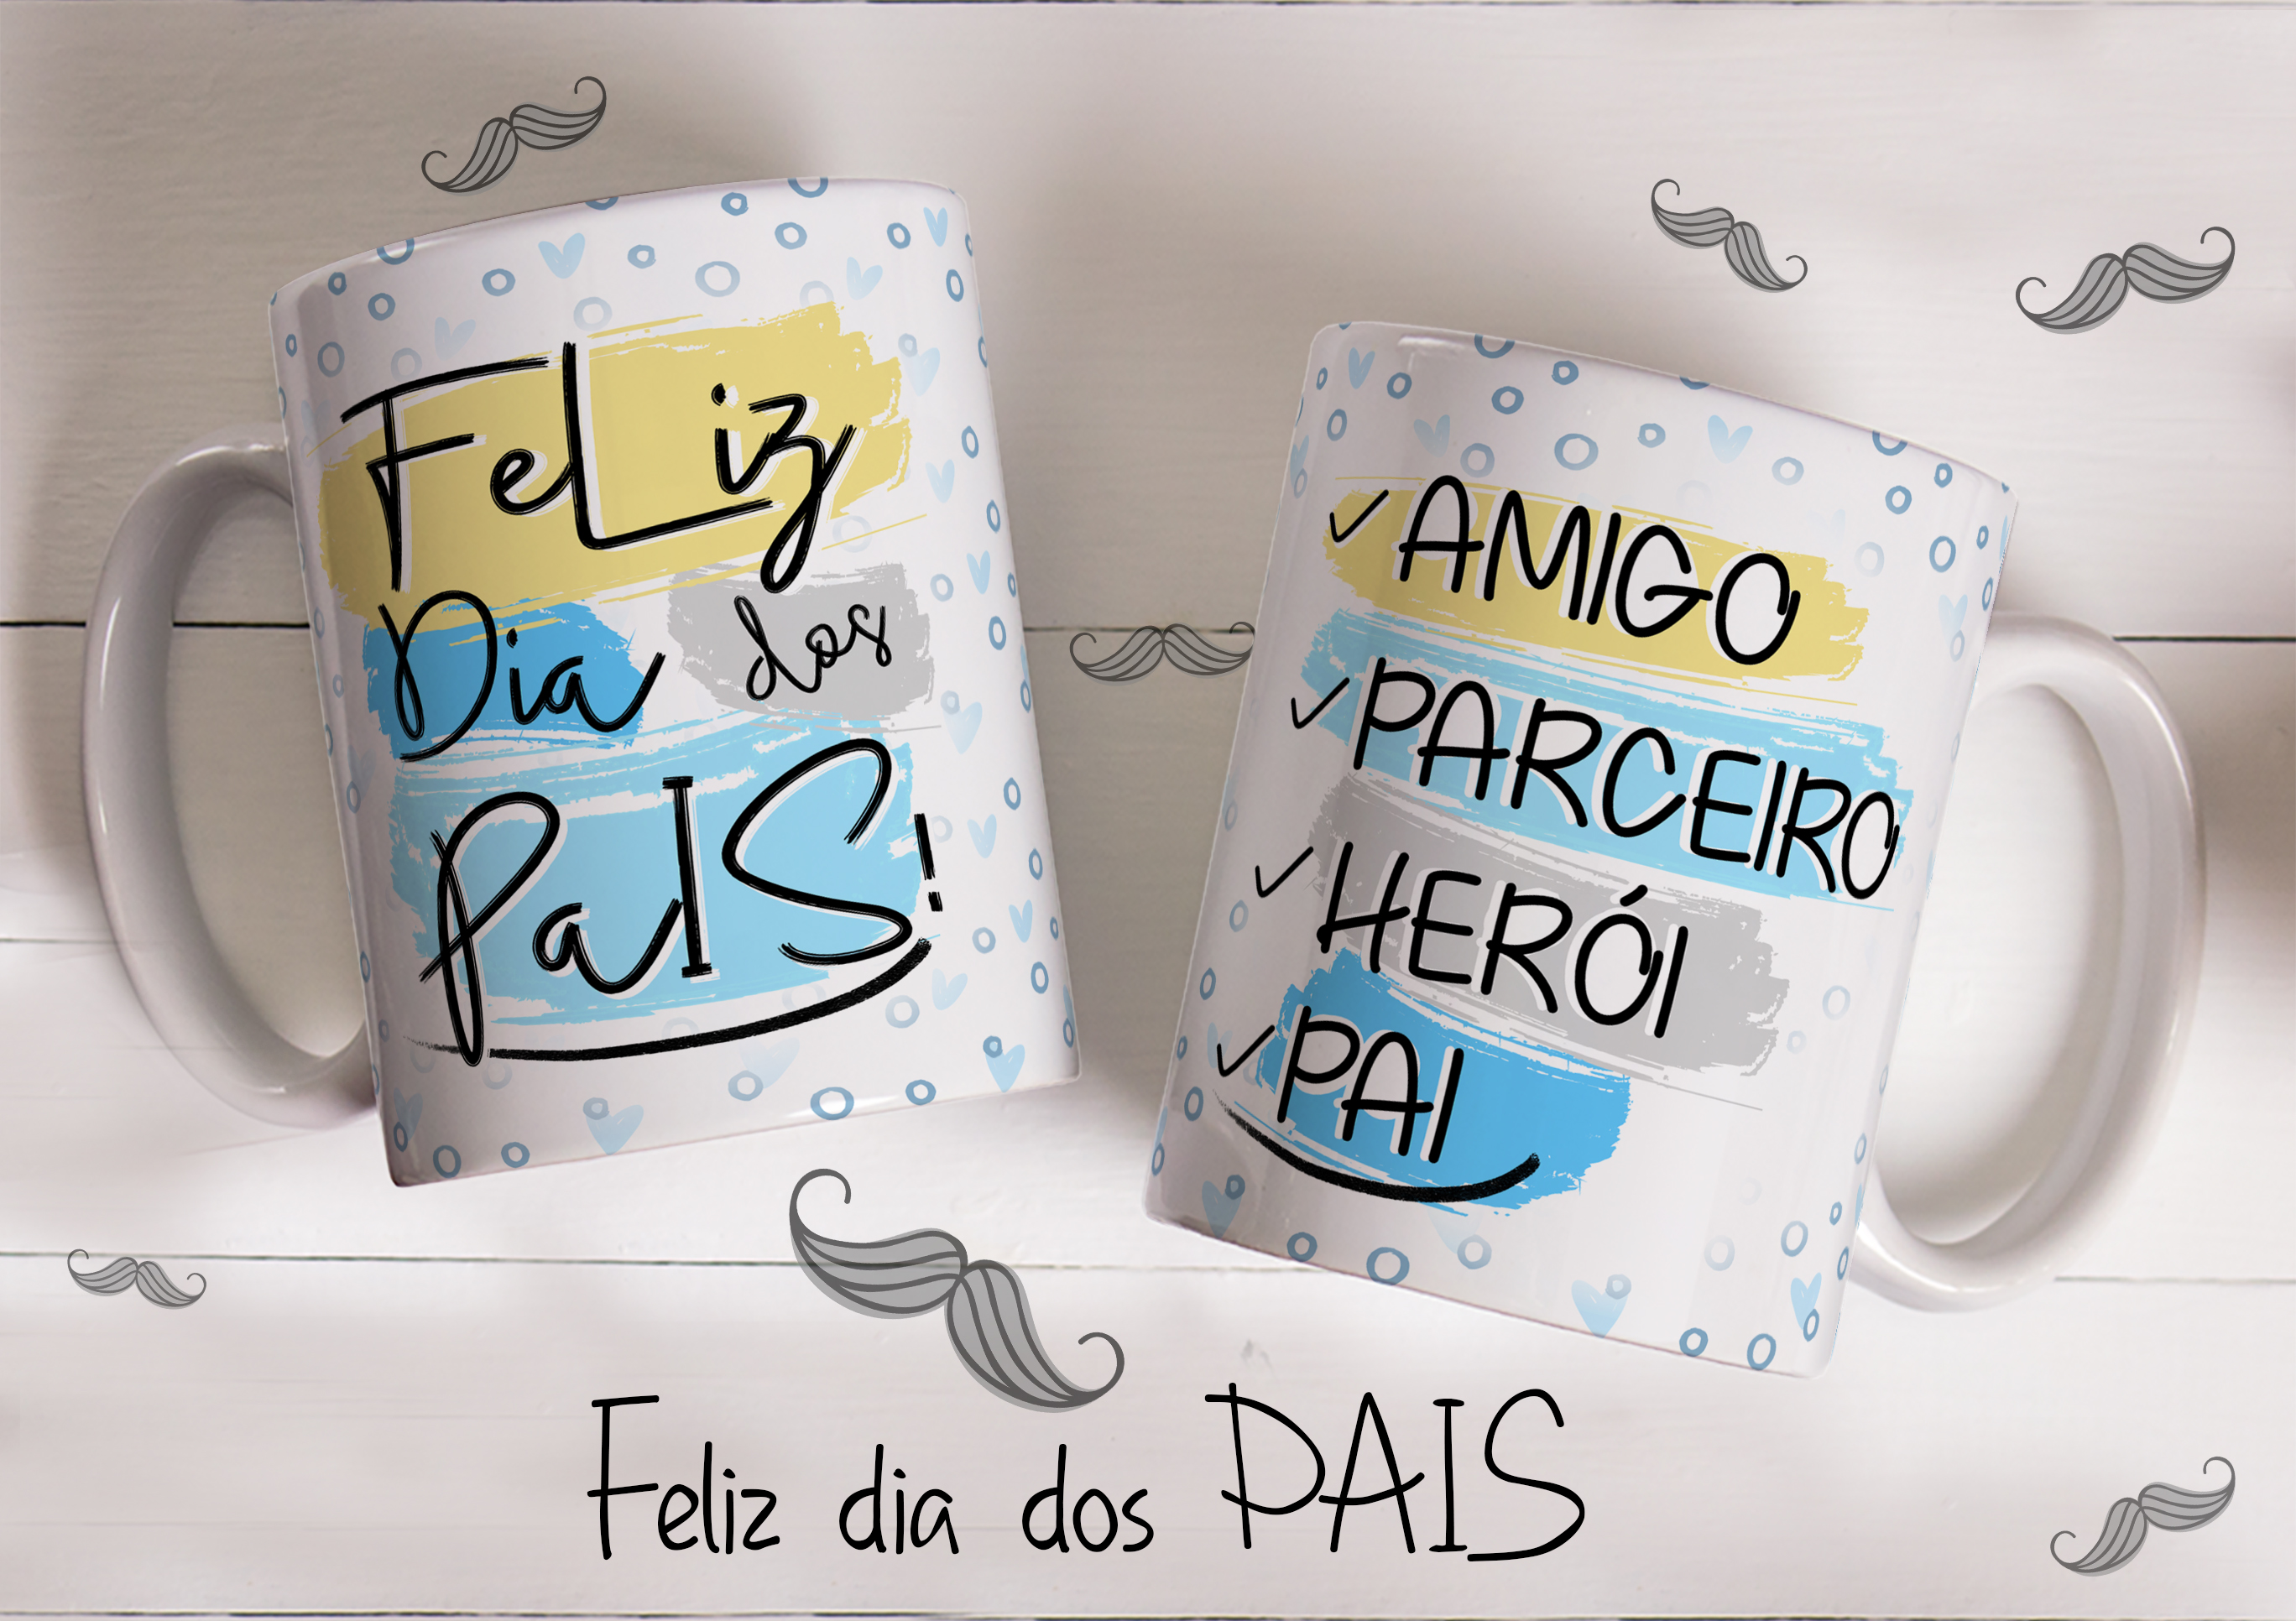 FeLiz
Dia dos
PaIS!
✓AMIGO
✓PARCEIRO
✓HERÓI
✓PAI
Feliz dia dos PAIS